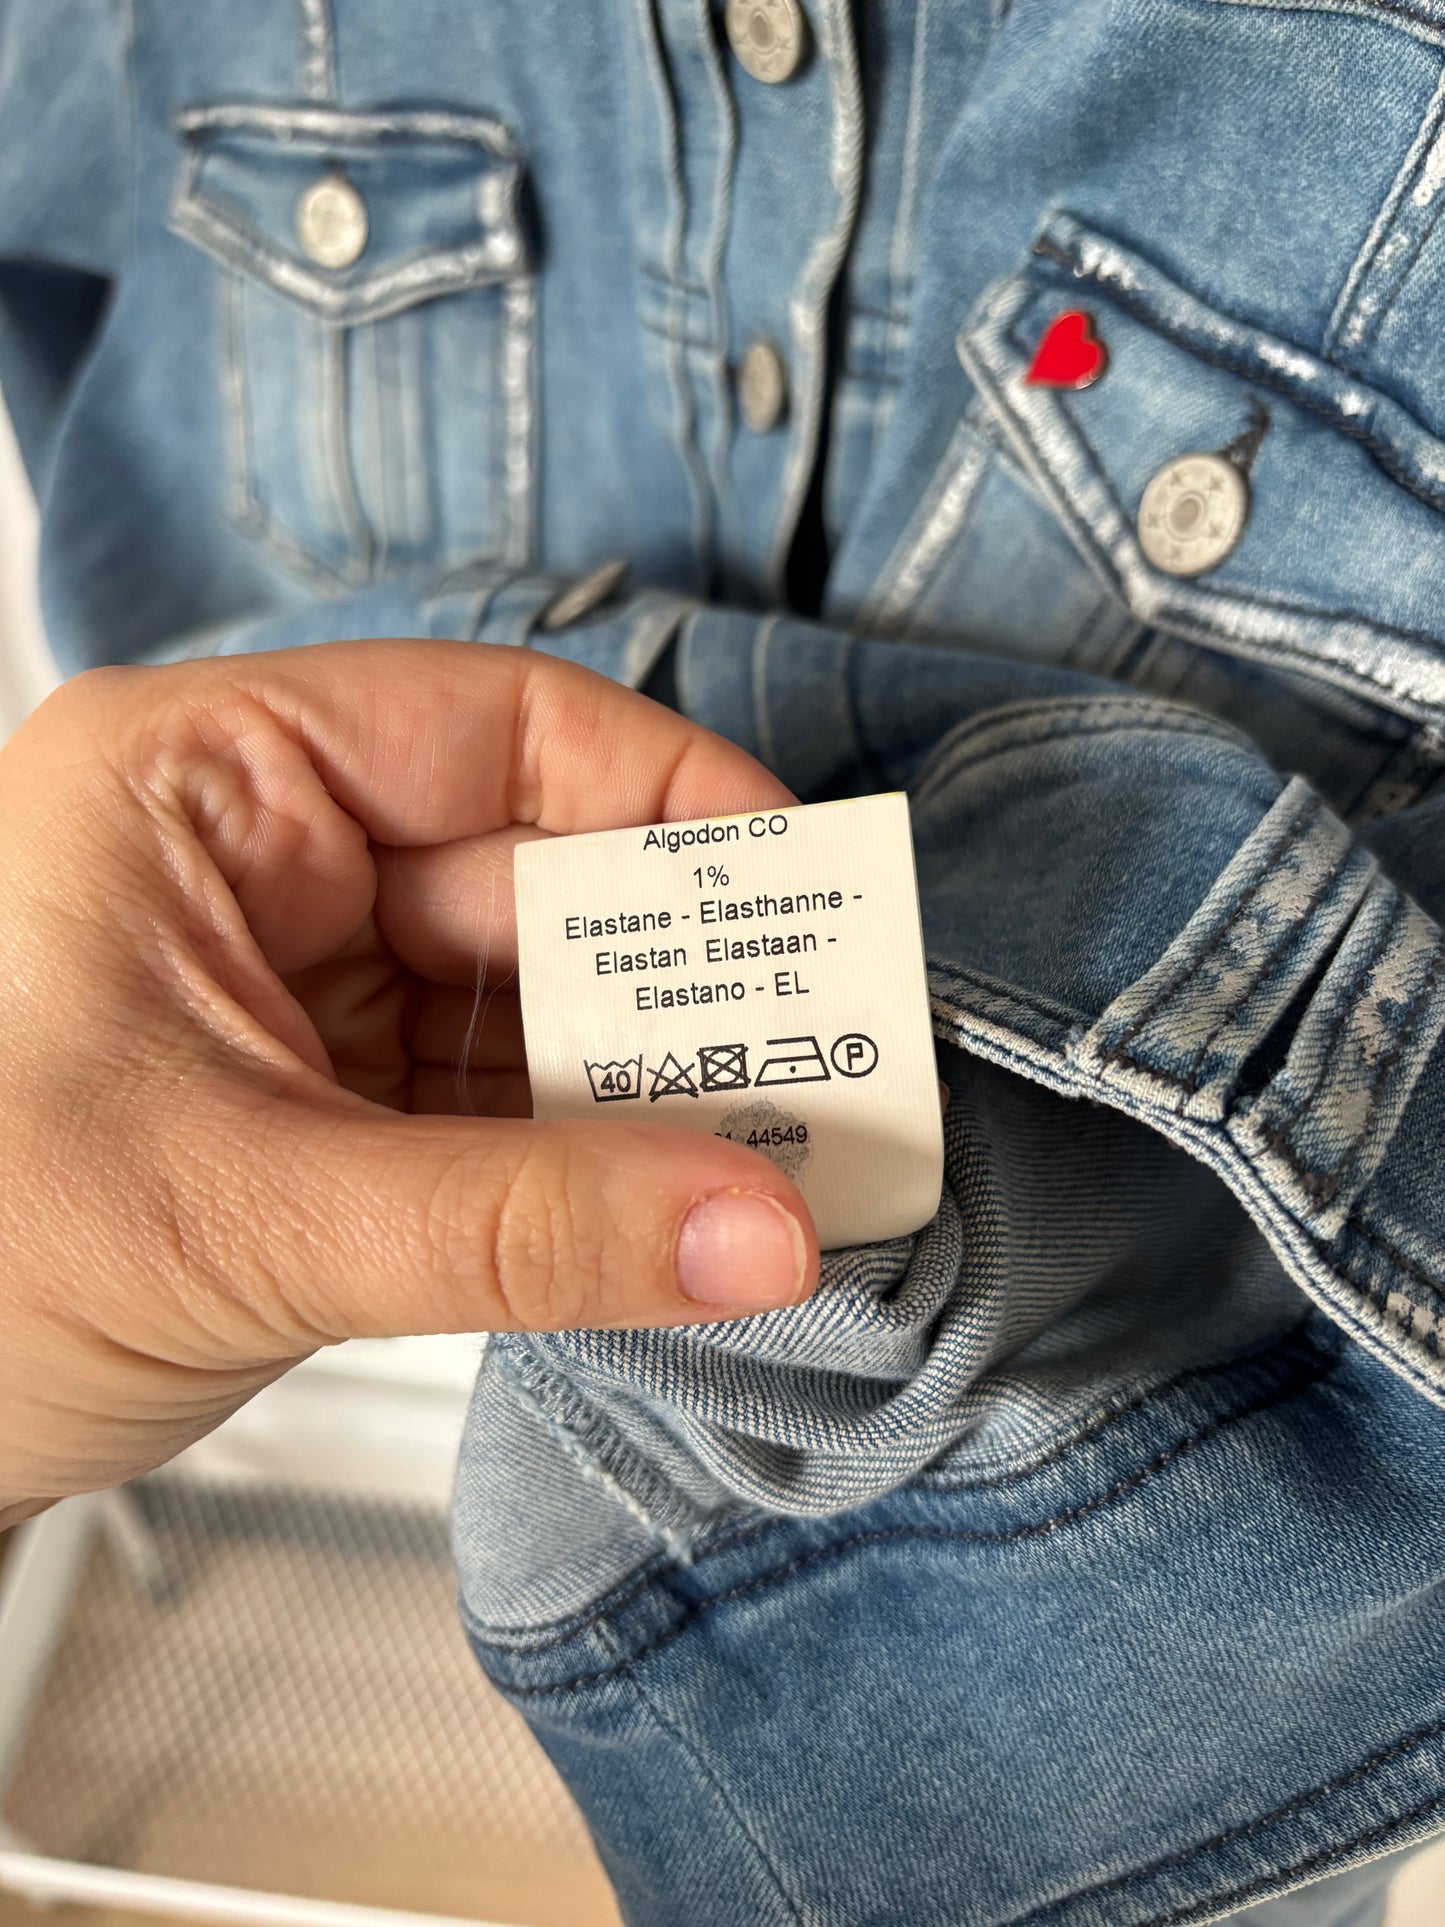 Algodon CO
1%
Elastane - Elasthanne -
Elastan Elastaan -
Elastano - EL
40 P
44549